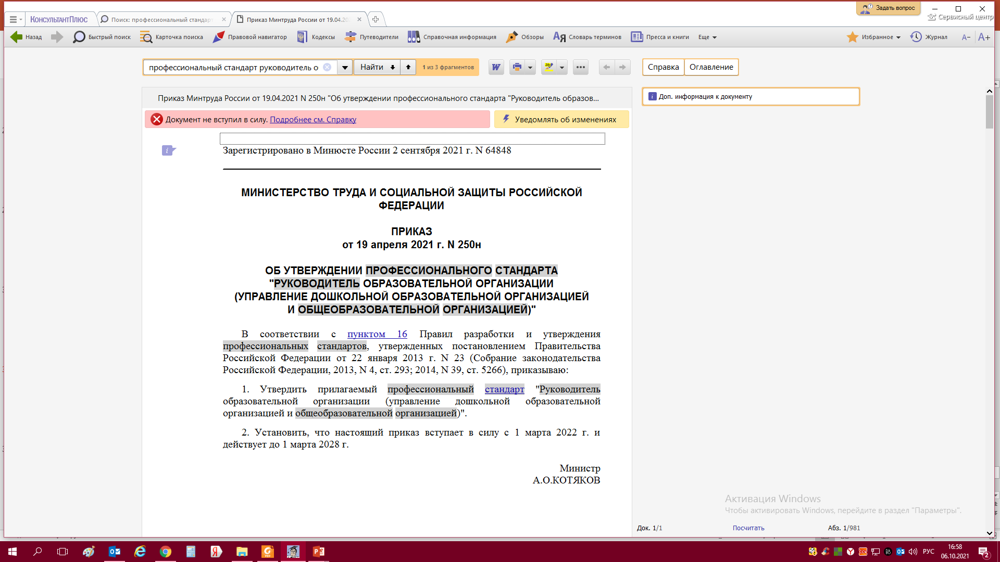 Задать вопрос
КонсультантПлюс
Поиск: профессиональный стандарт
Приказ Минтруда России от 19.04.20
Сервисный центр
Назад
Быстрый поиск
Карточка поиска
Правовой навигатор
Кодексы
Путеводители
Справочная информация
Обзоры
Словарь терминов
Пресса и книги
Еще
Избранное
Журнал
А−
А+
профессиональный стандарт руководитель о
Найти
1 из 3 фрагментов
Справка
Оглавление
Приказ Минтруда России от 19.04.2021 N 250н "Об утверждении профессионального стандарта "Руководитель образов...
Доп. информация к документу
Документ не вступил в силу. Подробнее см. Справку
Уведомлять об изменениях
Зарегистрировано в Минюсте России 2 сентября 2021 г. N 64848
МИНИСТЕРСТВО ТРУДА И СОЦИАЛЬНОЙ ЗАЩИТЫ РОССИЙСКОЙ
ФЕДЕРАЦИИ
ПРИКАЗ
от 19 апреля 2021 г. N 250н
ОБ УТВЕРЖДЕНИИ ПРОФЕССИОНАЛЬНОГО СТАНДАРТА
"РУКОВОДИТЕЛЬ ОБРАЗОВАТЕЛЬНОЙ ОРГАНИЗАЦИИ
(УПРАВЛЕНИЕ ДОШКОЛЬНОЙ ОБРАЗОВАТЕЛЬНОЙ ОРГАНИЗАЦИЕЙ
И ОБЩЕОБРАЗОВАТЕЛЬНОЙ ОРГАНИЗАЦИЕЙ)"
В соответствии с пунктом 16 Правил разработки и утверждения
профессиональных стандартов, утвержденных постановлением Правительства
Российской Федерации от 22 января 2013 г. N 23 (Собрание законодательства
Российской Федерации, 2013, N 4, ст. 293; 2014, N 39, ст. 5266), приказываю:
1. Утвердить прилагаемый профессиональный стандарт "Руководитель
образовательной организации (управление дошкольной образовательной
организацией и общеобразовательной организацией)".
2. Установить, что настоящий приказ вступает в силу с 1 марта 2022 г. и
действует до 1 марта 2028 г.
Министр
А.О.КОТЯКОВ
Активация Windows
Чтобы активировать Windows, перейдите в раздел "Параметры".
Док. 1/1
Посчитать
Абз. 1/981
РУС
16:58
06.10.2021
2